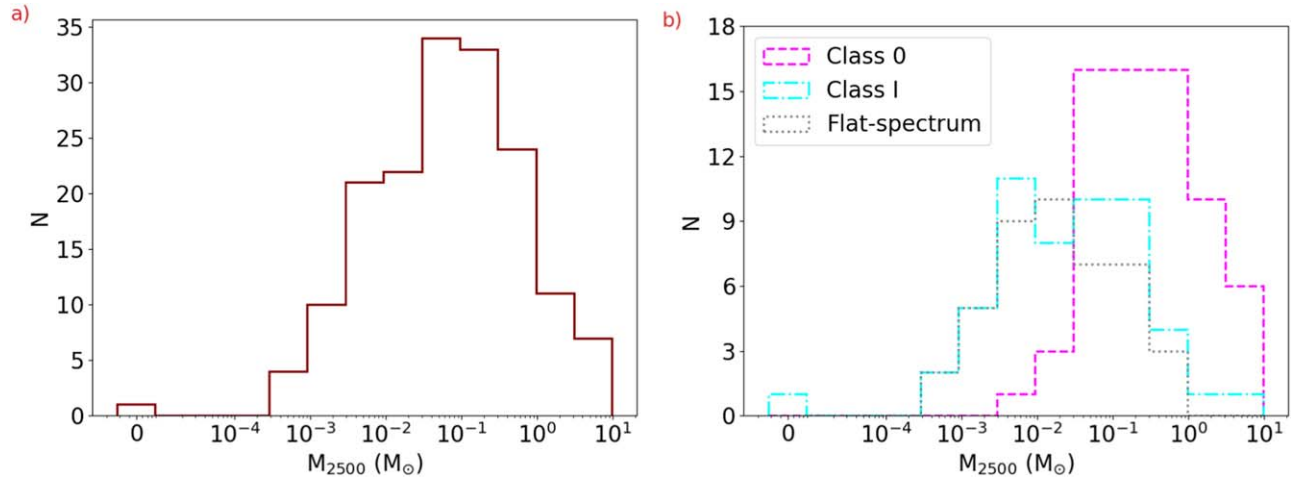 a)
35
30
25
20
15
10
5
0
N
0 10⁻⁴ 10⁻³ 10⁻² 10⁻¹ 10⁰ 10¹
M₂₅₀₀ (M☉)
b)
18
15
12
9
6
3
0
N
Class 0
Class I
Flat-spectrum
0 10⁻⁴ 10⁻³ 10⁻² 10⁻¹ 10⁰ 10¹
M₂₅₀₀ (M☉)